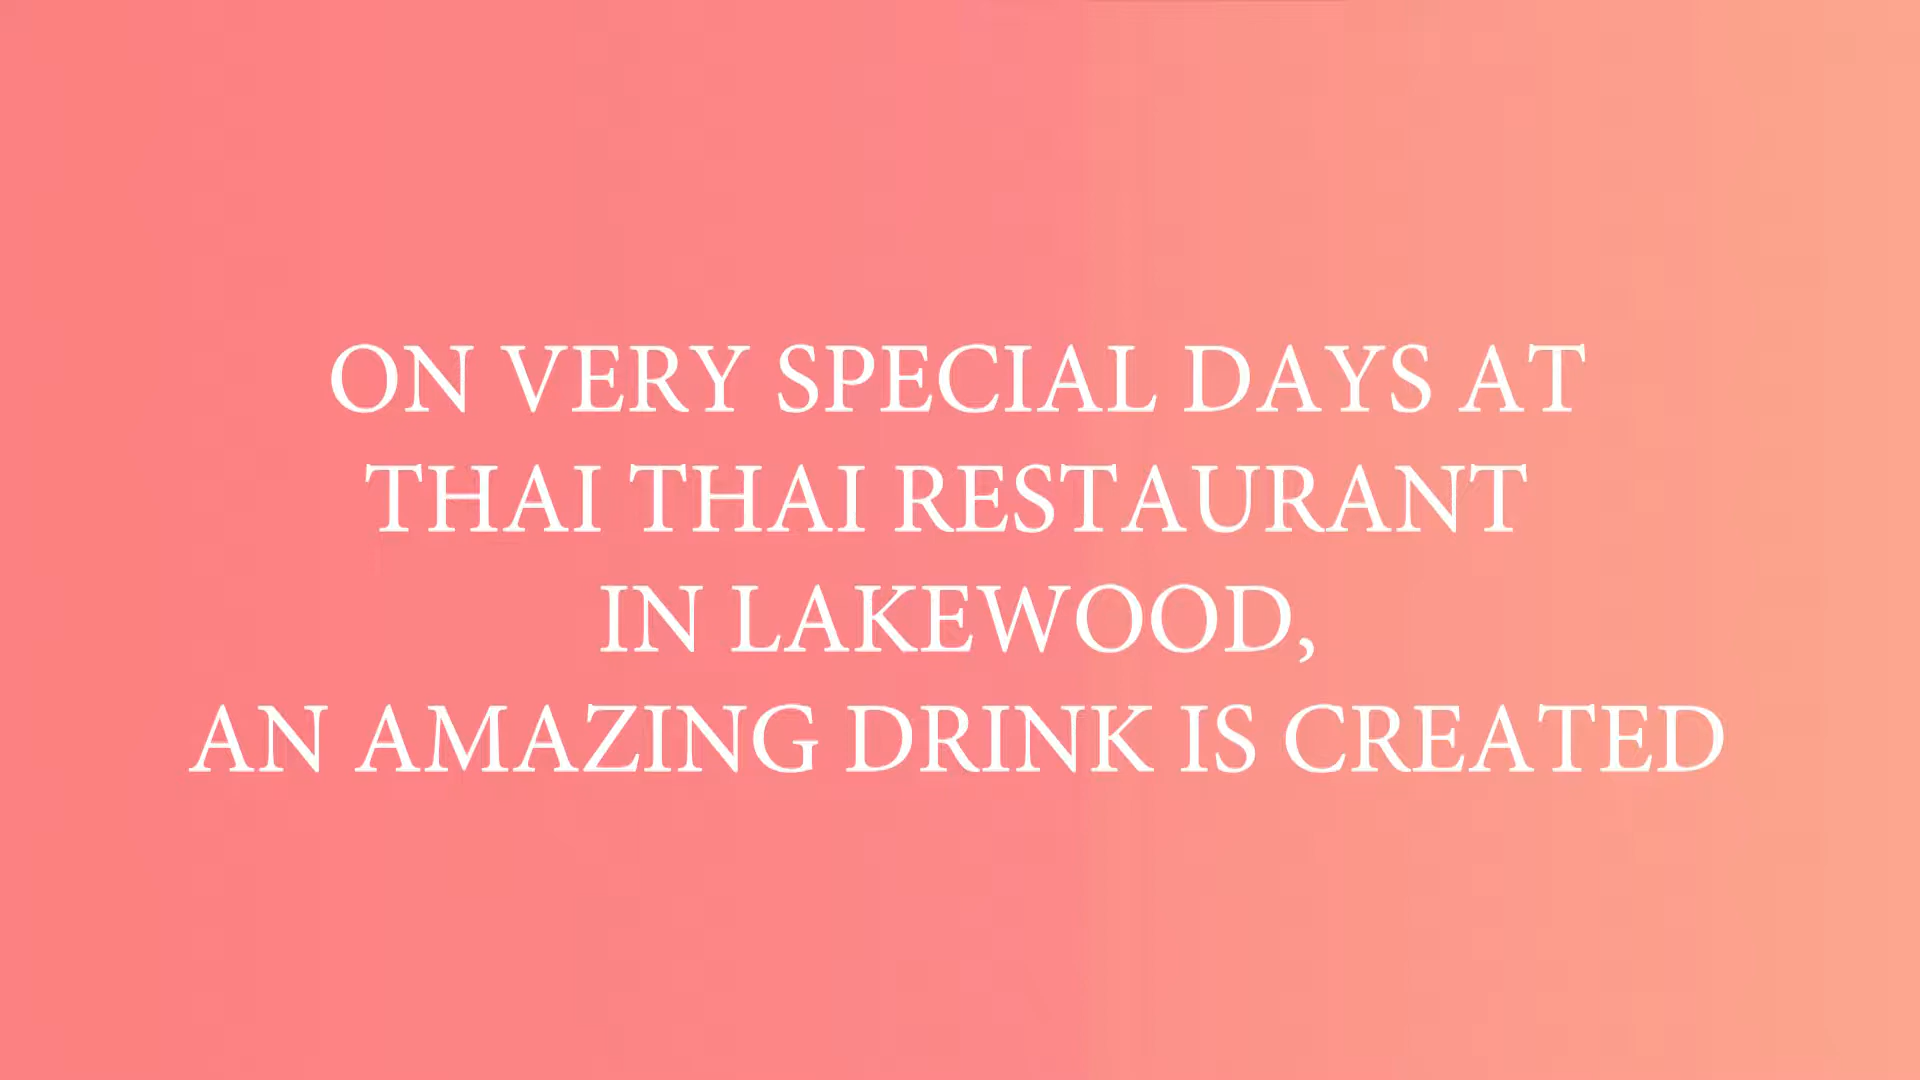 ON VERY SPECIAL DAYS AT
THAI THAI RESTAURANT
IN LAKEWOOD,
AN AMAZING DRINK IS CREATED